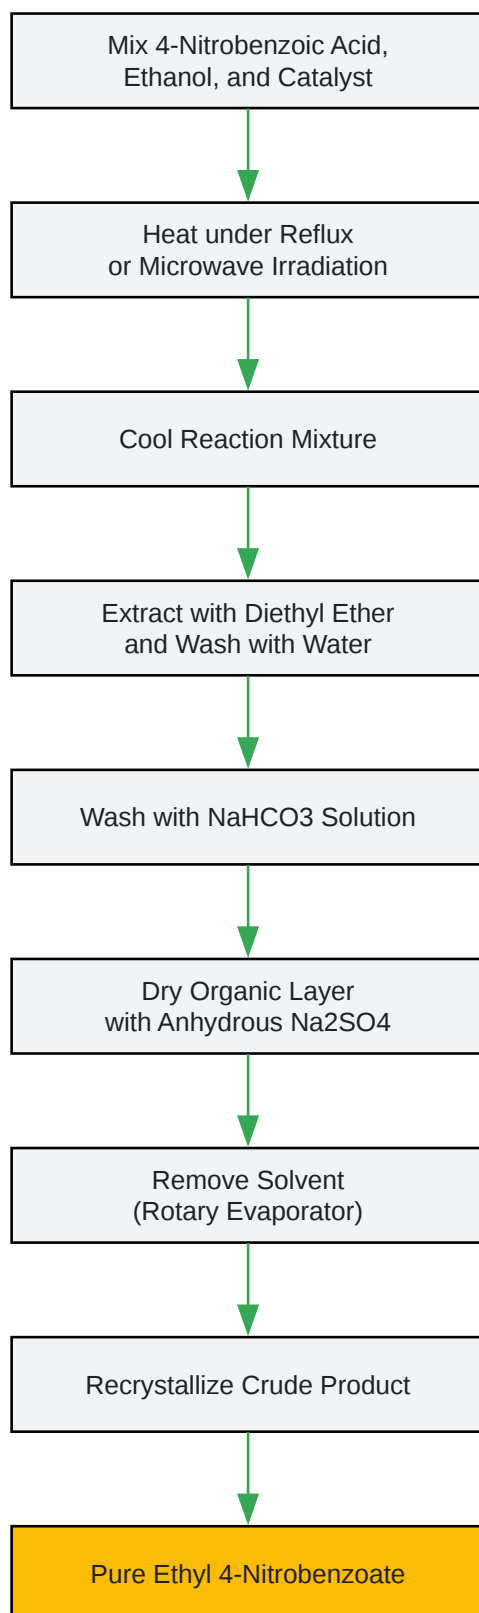 Mix 4-Nitrobenzoic Acid,
Ethanol, and Catalyst
Heat under Reflux
or Microwave Irradiation
Cool Reaction Mixture
Extract with Diethyl Ether
and Wash with Water
Wash with NaHCO3 Solution
Dry Organic Layer
with Anhydrous Na2SO4
Remove Solvent
(Rotary Evaporator)
Recrystallize Crude Product
Pure Ethyl 4-Nitrobenzoate